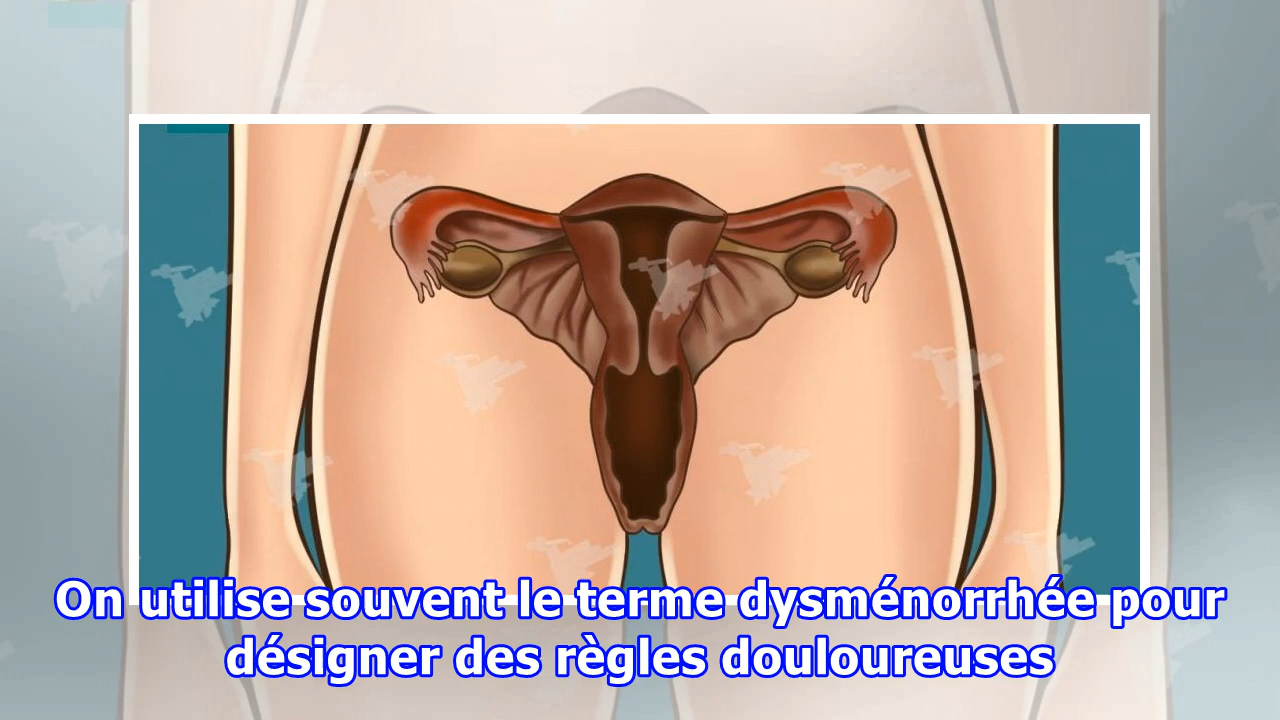 On utilise souvent le terme dysménorrhée pour
désigner des règles douloureuses